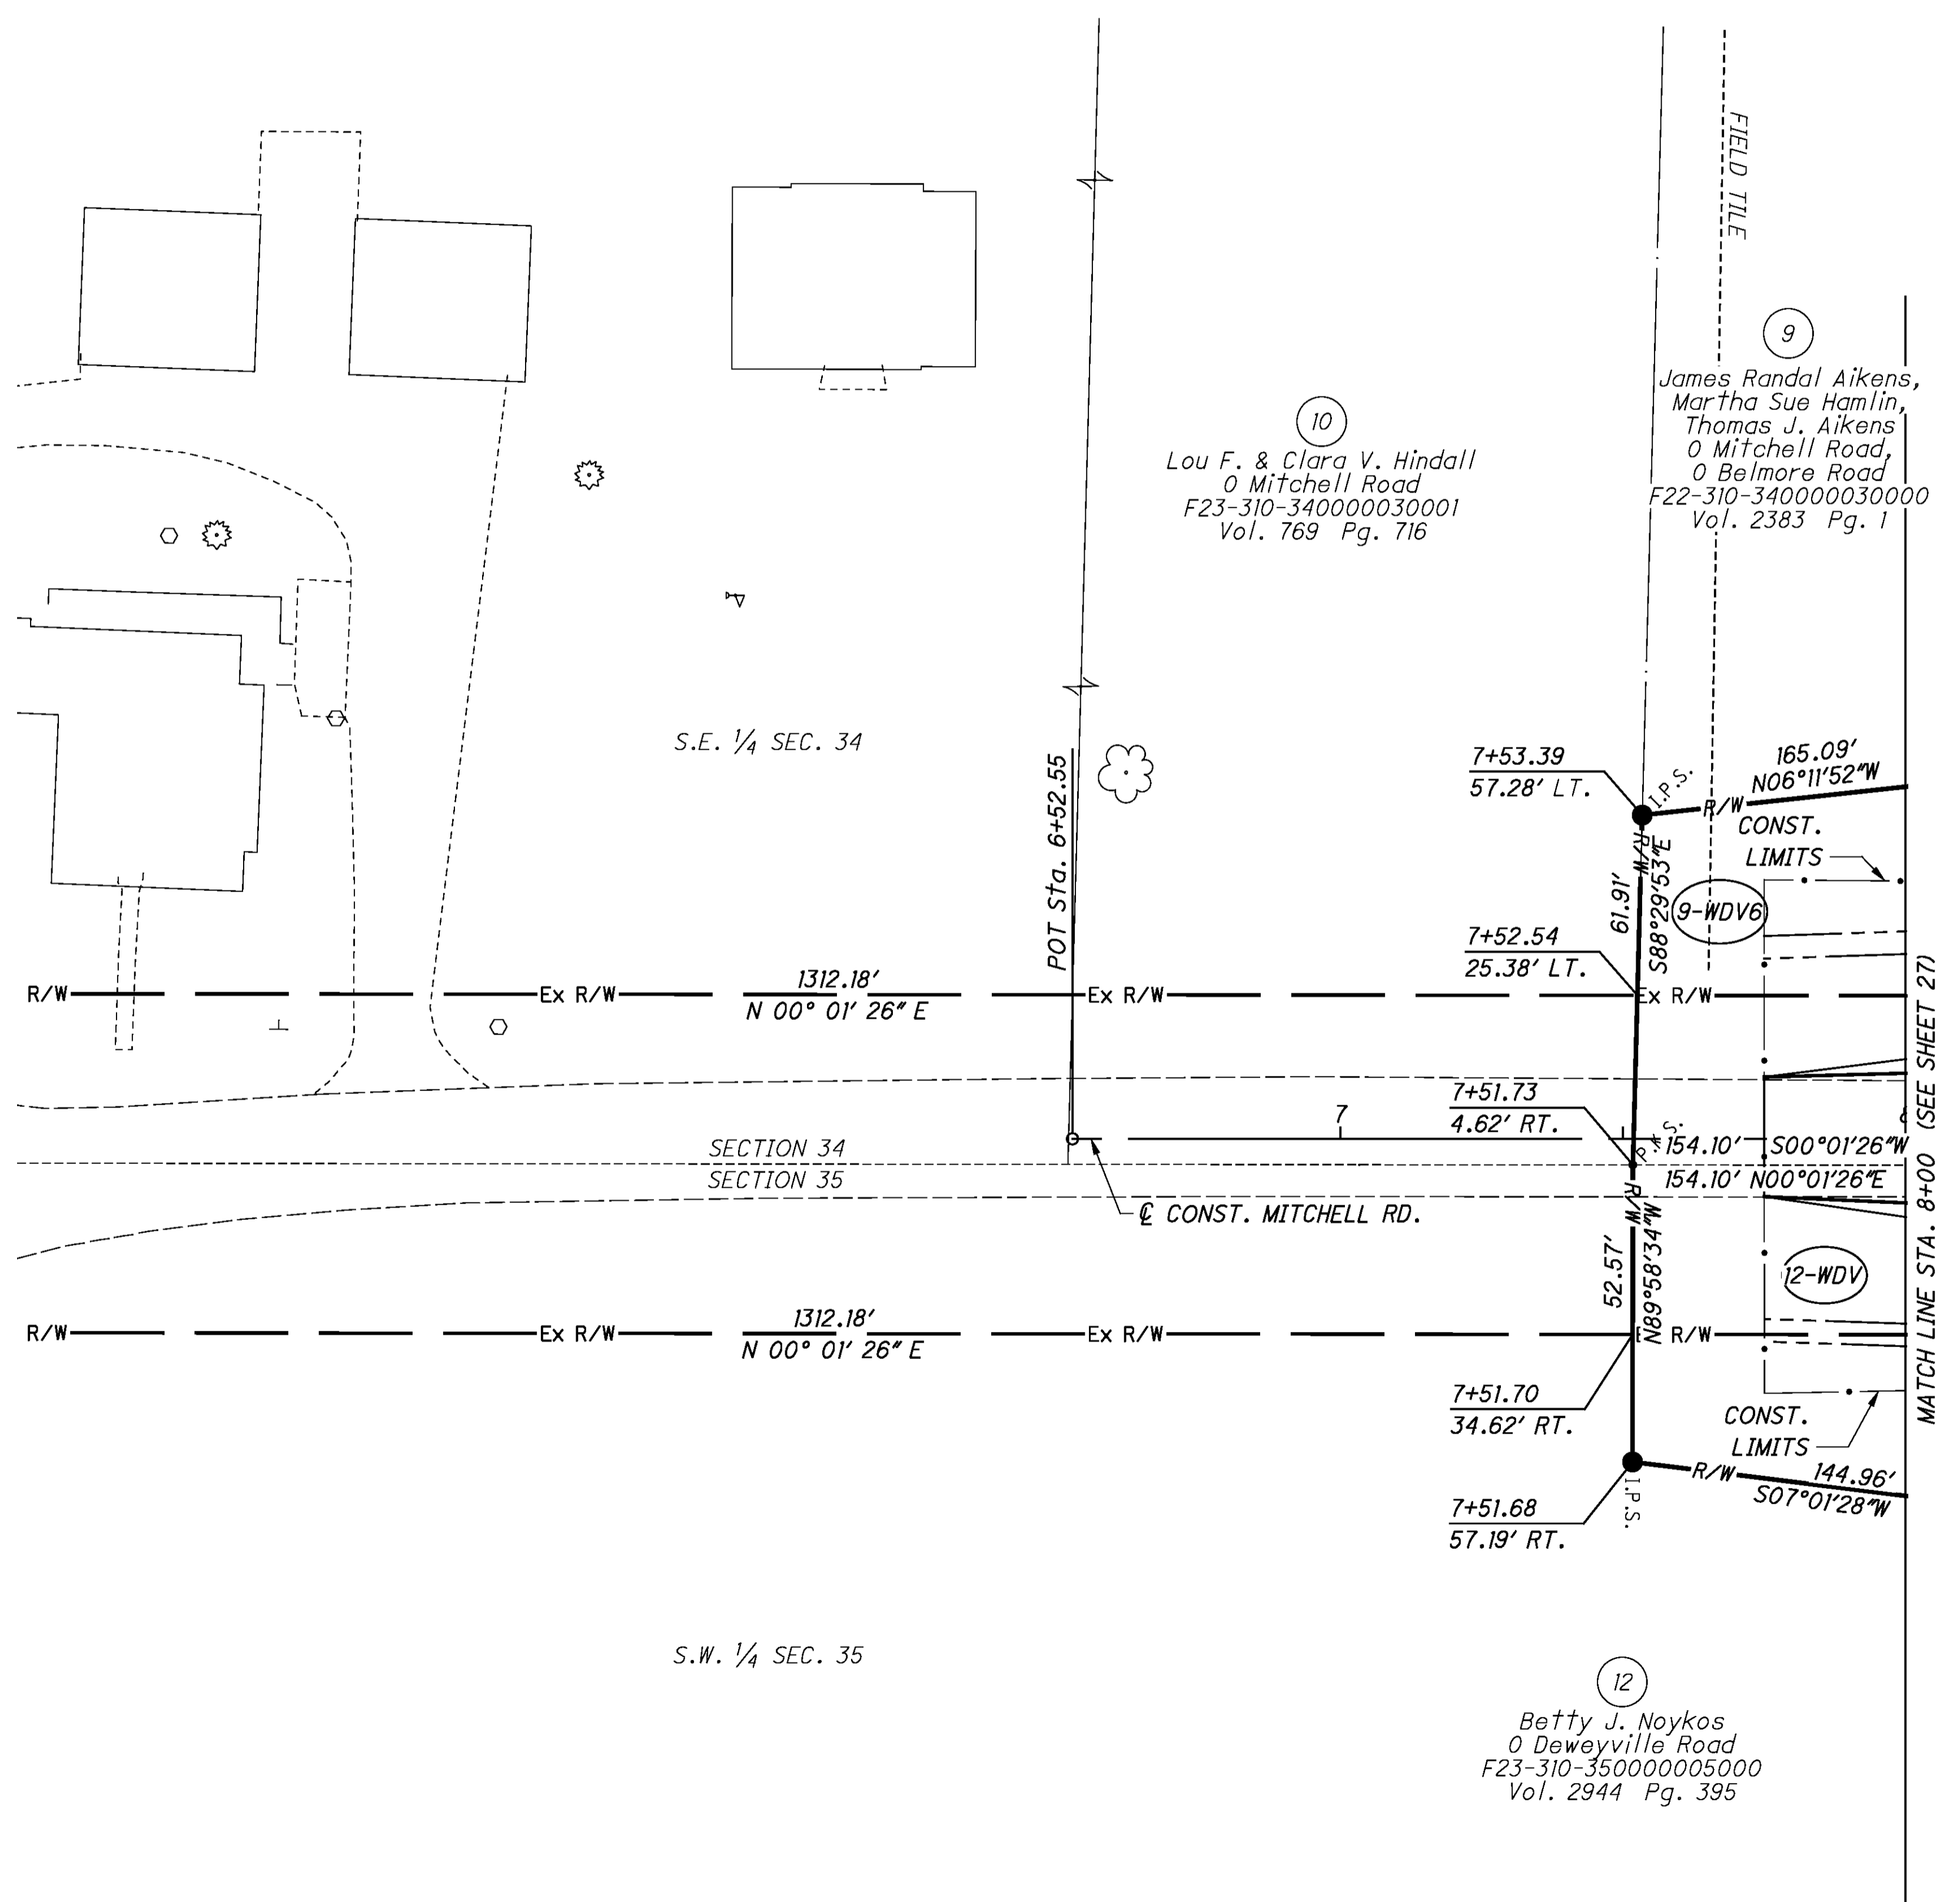 FIELD TILE
9
James Randal Aikens,
Martha Sue Hamlin,
Thomas J. Aikens
0 Mitchell Road,
0 Belmore Road
F22-310-340000030000
Vol. 2383 Pg. 1
10
Lou F. & Clara V. Hindall
0 Mitchell Road
F23-310-340000030001
Vol. 769 Pg. 716
S.E. ¼ SEC. 34
POT Sta. 6+52.55
7+53.39
57.28' LT.
I.P.S.
165.09'
N06°11'52"W
R/W
CONST.
LIMITS
R/W
61.91'
S88°29'53"E
9-WDV6
7+52.54
25.38' LT.
R/W
Ex R/W
1312.18'
N 00° 01' 26" E
Ex R/W
Ex R/W
7+51.73
4.62' RT.
7
P.K S.
154.10' S00°01'26"W
154.10' N00°01'26"E
SECTION 34
SECTION 35
℄ CONST. MITCHELL RD.
R/W
52.57'
N89°58'34"W
12-WDV
R/W
Ex R/W
1312.18'
N 00° 01' 26" E
Ex R/W
R/W
7+51.70
34.62' RT.
CONST.
LIMITS
R/W
144.96'
S07°01'28"W
I.P.S.
7+51.68
57.19' RT.
MATCH LINE STA. 8+00 (SEE SHEET 27)
S.W. ¼ SEC. 35
12
Betty J. Noykos
0 Deweyville Road
F23-310-350000005000
Vol. 2944 Pg. 395